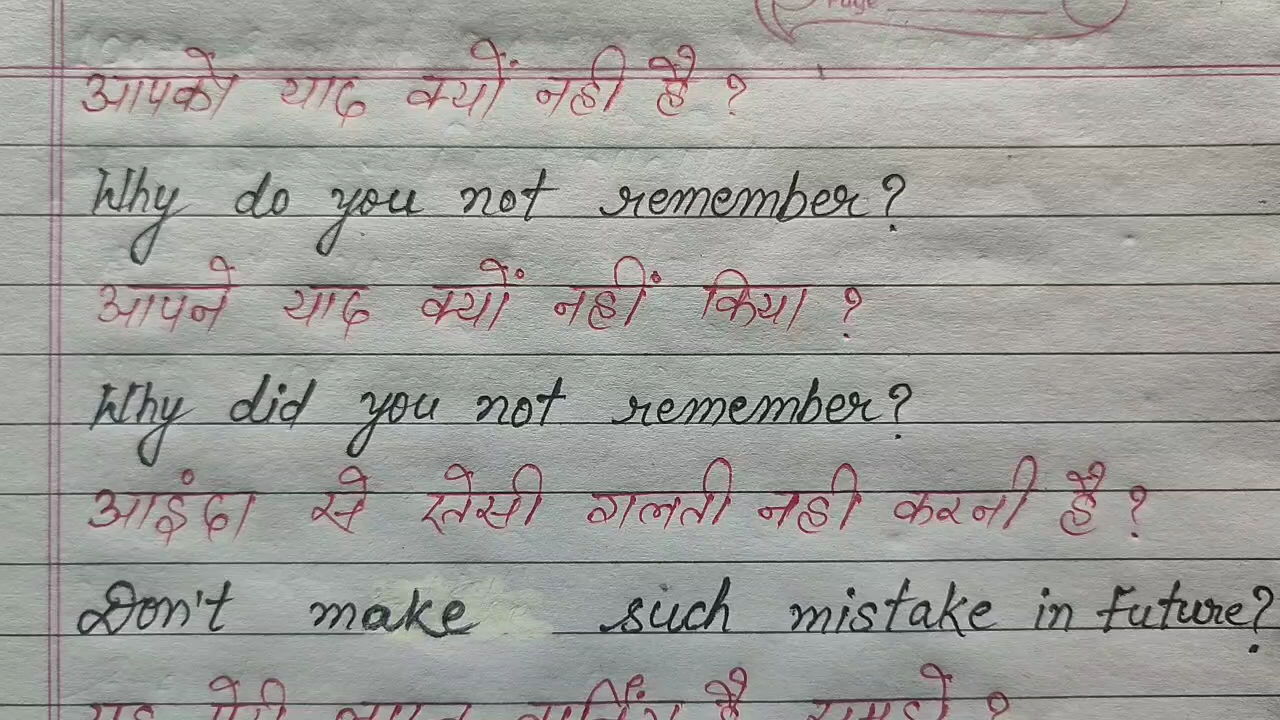 Page
आपको याद क्यों नही है ?
Why do you not remember?
आपने याद क्यों नहीं किया ?
Why did you not remember?
आइंदा से ऐसी गलती नही करनी है ?
Don't make such mistake in future?
है ?